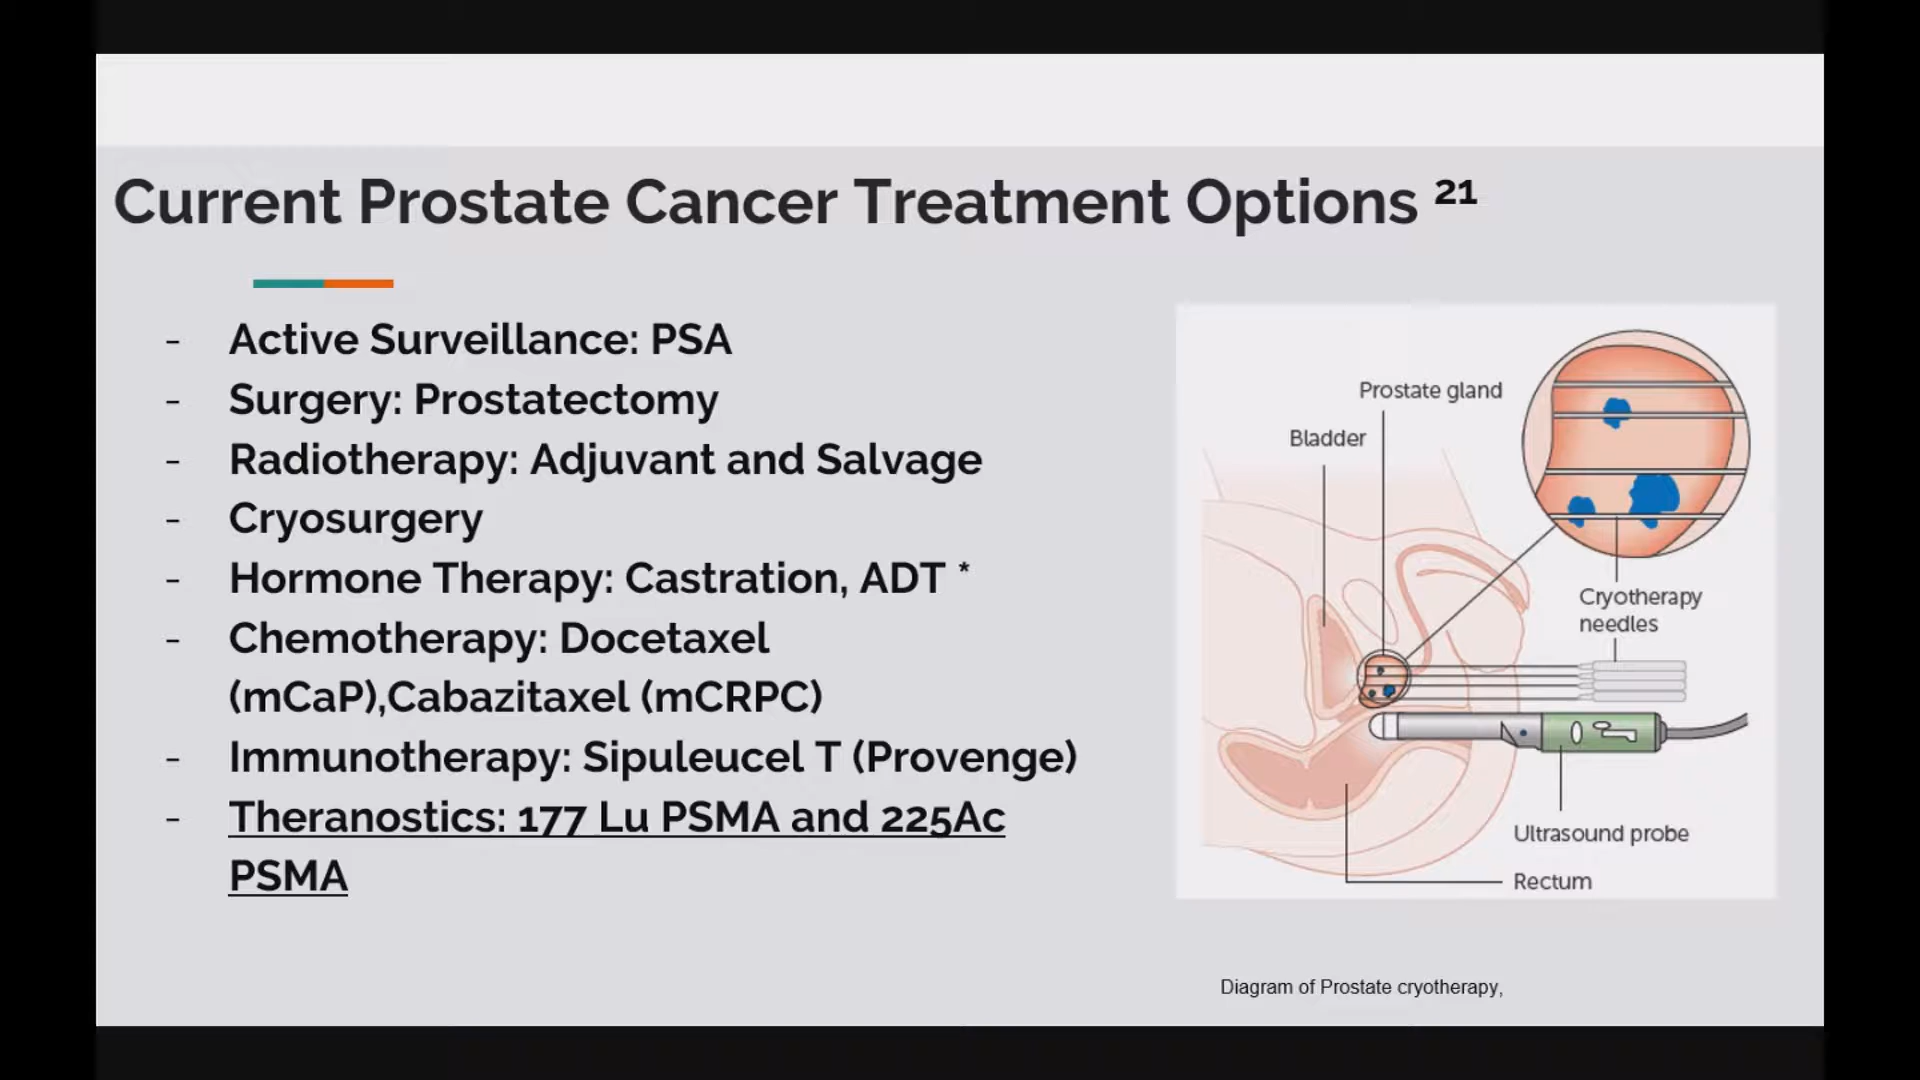 Current Prostate Cancer Treatment Options 21
- Active Surveillance: PSA
- Surgery: Prostatectomy
- Radiotherapy: Adjuvant and Salvage
- Cryosurgery
- Hormone Therapy: Castration, ADT *
- Chemotherapy: Docetaxel
(mCaP),Cabazitaxel (mCRPC)
- Immunotherapy: Sipuleucel T (Provenge)
- Theranostics: 177 Lu PSMA and 225Ac
PSMA
Prostate gland
Bladder
Cryotherapy
needles
Ultrasound probe
Rectum
Diagram of Prostate cryotherapy,